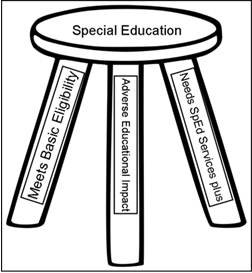 Special Education
Meets Basic Eligibility
Adverse Educational Impact
Needs SpEd Services plus